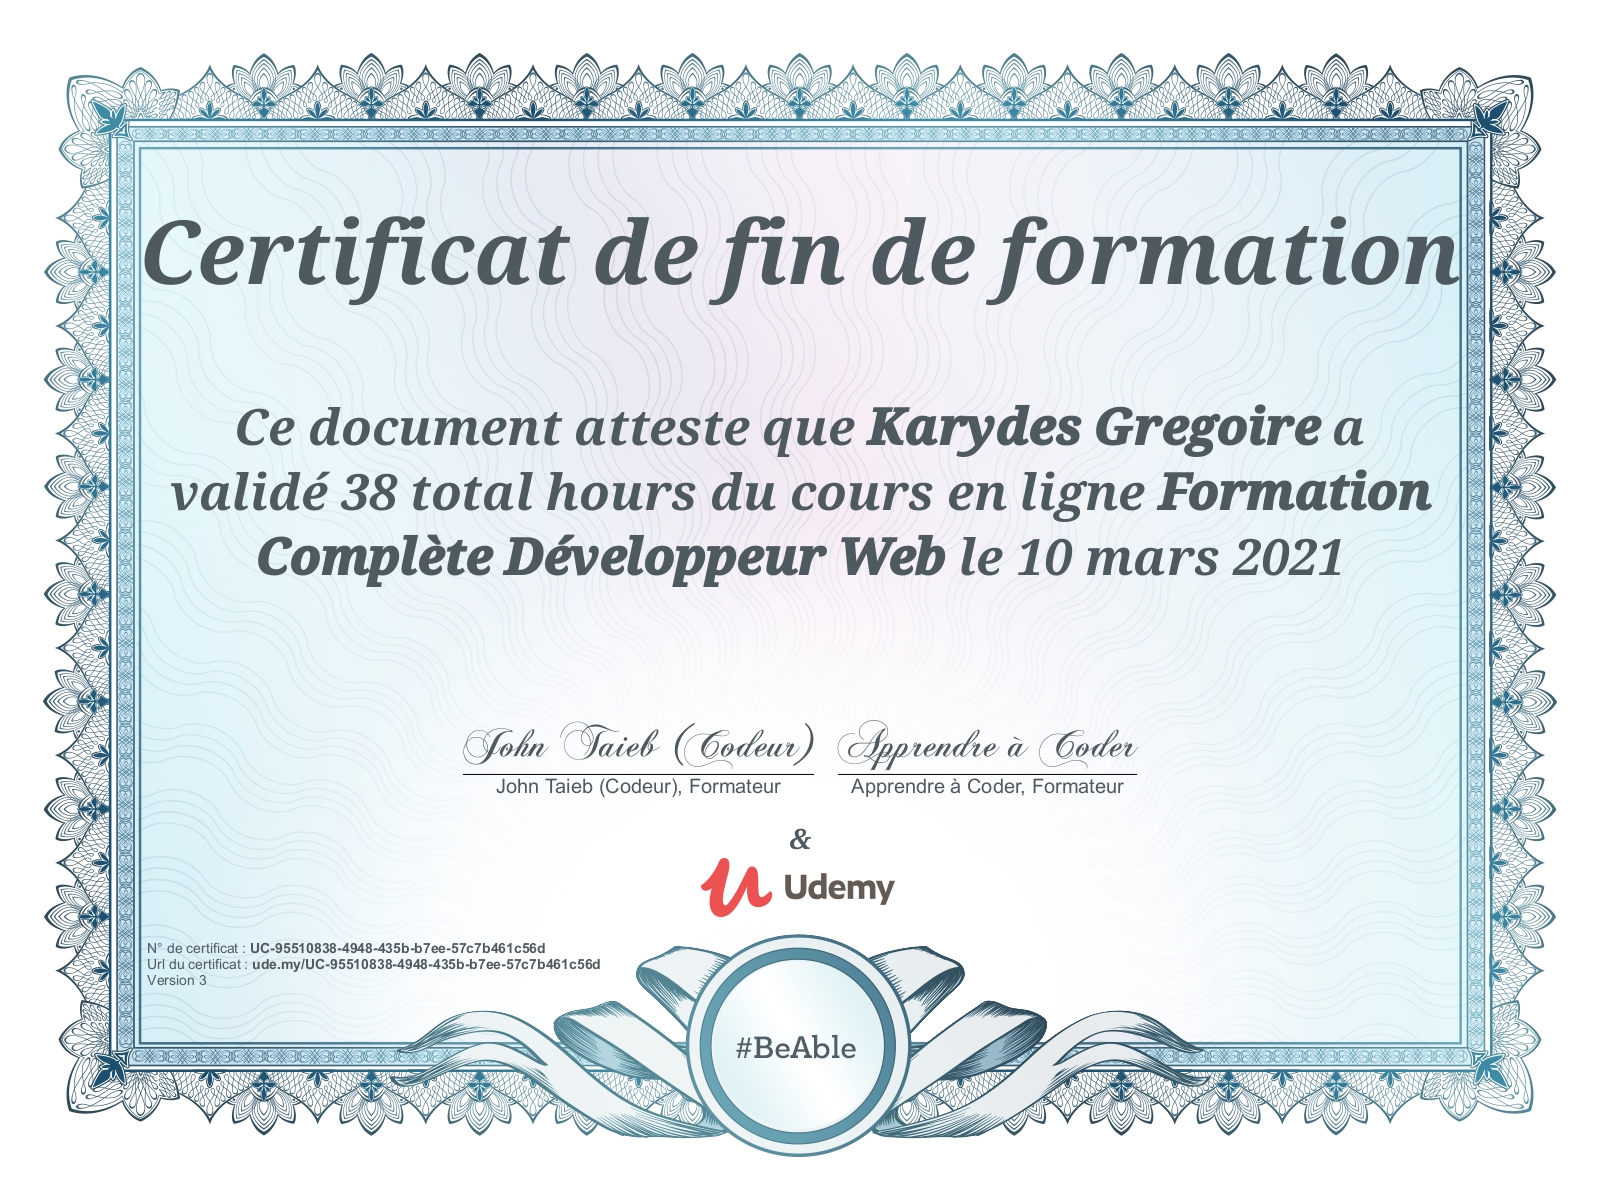 Certificat de fin de formation
Ce document atteste que Karydes Gregoire a
validé 38 total hours du cours en ligne Formation
Complète Développeur Web le 10 mars 2021
John Taieb (Codeur) Apprendre à Coder
John Taieb (Codeur), Formateur Apprendre à Coder, Formateur
&
Udemy
N° de certificat : UC-95510838-4948-435b-b7ee-57c7b461c56d
Url du certificat : ude.my/UC-95510838-4948-435b-b7ee-57c7b461c56d
Version 3
#BeAble